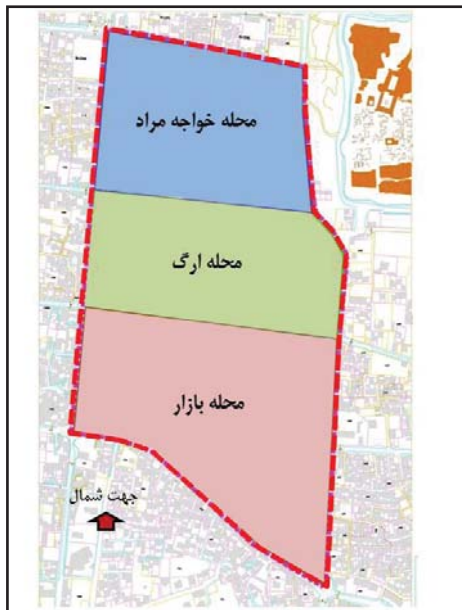 محله خواجه مراد
محله ارگ
محله بازار
جهت شمال